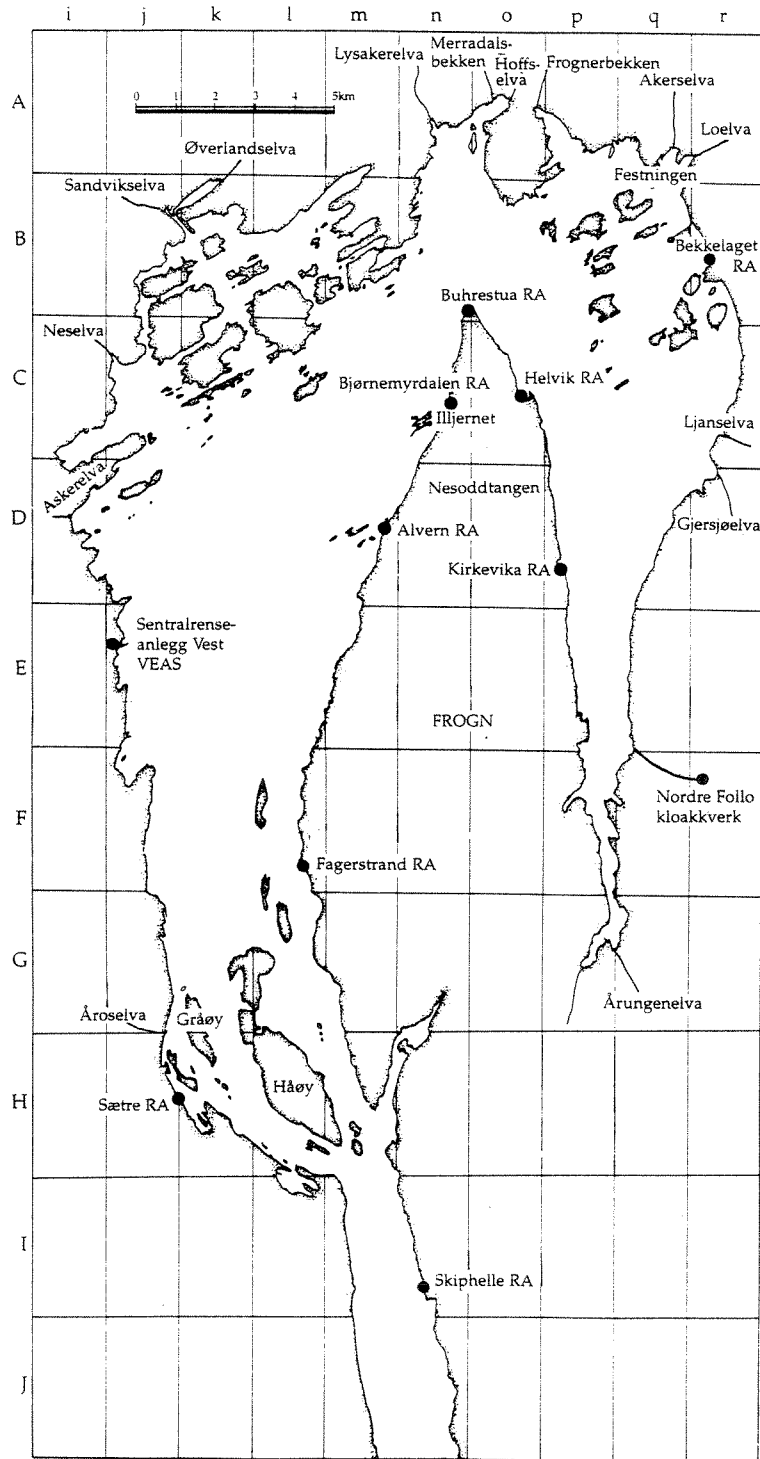 i j k l m n o p q r
Merradals-
bekken
Lysakerelva
Hoffs-
elva
Frognerbekken
Akerselva
A
0 1 2 3 4 5km
Loelva
Øverlandselva
Festningen
Sandvikselva
B
Bekkelaget
RA
Buhrestua RA
Neselva
Bjørnemyrdalen RA
Helvik RA
C
Illjernet
Ljanselva
Askerelva
Nesoddtangen
D
Alvern RA
Gjersjøelva
Kirkevika RA
Sentralrense-
anlegg Vest
VEAS
E
FROGN
F
Nordre Follo
kloakkverk
Fagerstrand RA
G
Årungenelva
Åroselva
Gråøy
Håøy
H
Sætre RA
I
Skiphelle RA
J